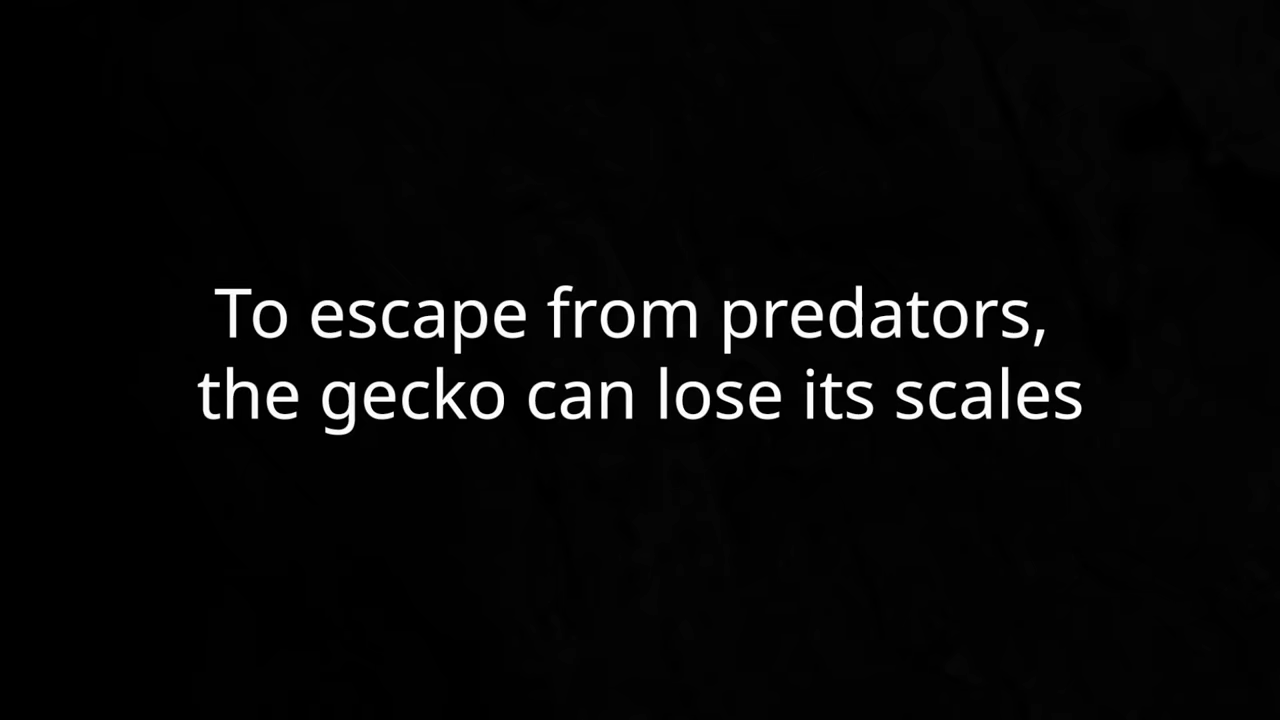 To escape from predators,
the gecko can lose its scales